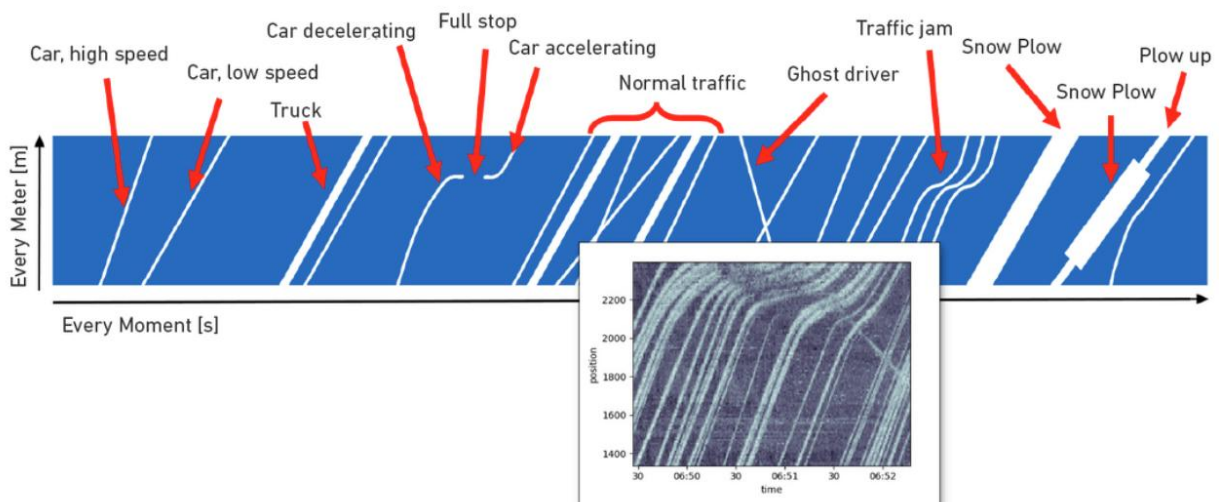 Car, high speed
Car, low speed
Truck
Car decelerating
Full stop
Car accelerating
Normal traffic
Ghost driver
Traffic jam
Snow Plow
Snow Plow
Plow up
Every Meter [m]
Every Moment [s]
2200
2000
1800
1600
1400
position
30 06:50 30 06:51 30 06:52
time